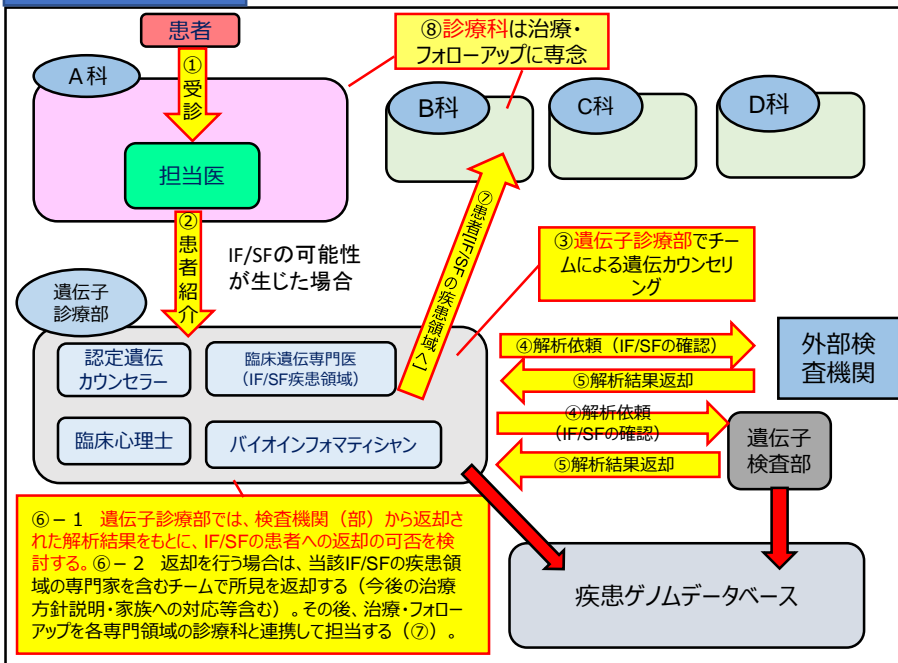 患者
①受診
A科
担当医
⑧診療科は治療・
フォローアップに専念
B科
C科
D科
②患者紹介
IF/SFの可能性
が生じた場合
⑦患者[IF/SFの疾患領域へ]
③遺伝子診療部でチー
ムによる遺伝カウンセリ
ング
遺伝子
診療部
認定遺伝
カウンセラー
臨床遺伝専門医
(IF/SF疾患領域)
臨床心理士
バイオインフォマティシャン
④解析依頼(IF/SFの確認)
⑤解析結果返却
外部検
査機関
④解析依頼
(IF/SFの確認)
⑤解析結果返却
遺伝子
検査部
⑥－1 遺伝子診療部では、検査機関(部)から返却さ
れた解析結果をもとに、IF/SFの患者への返却の可否を検
討する。⑥－2 返却を行う場合は、当該IF/SFの疾患領
域の専門家を含むチームで所見を返却する(今後の治療
方針説明・家族への対応等含む)。その後、治療・フォロー
アップを各専門領域の診療科と連携して担当する(⑦)。
疾患ゲノムデータベース